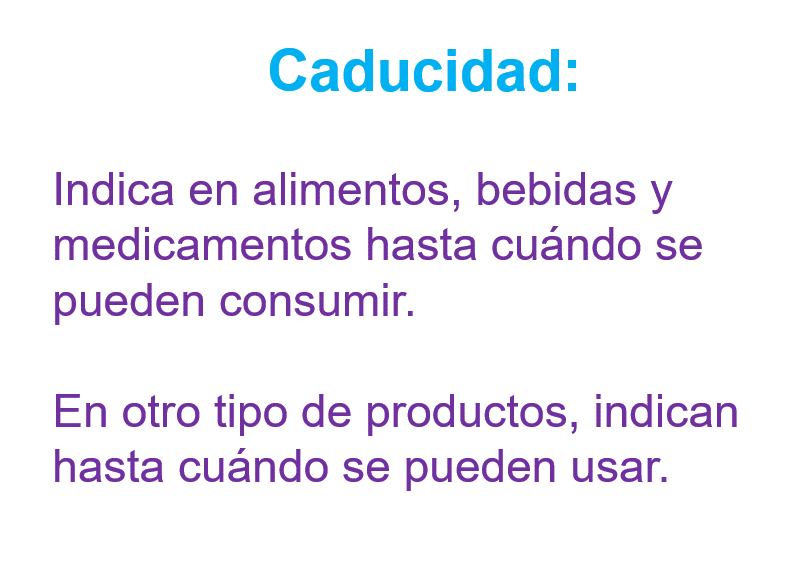 Caducidad:
Indica en alimentos, bebidas y
medicamentos hasta cuándo se
pueden consumir.
En otro tipo de productos, indican
hasta cuándo se pueden usar.